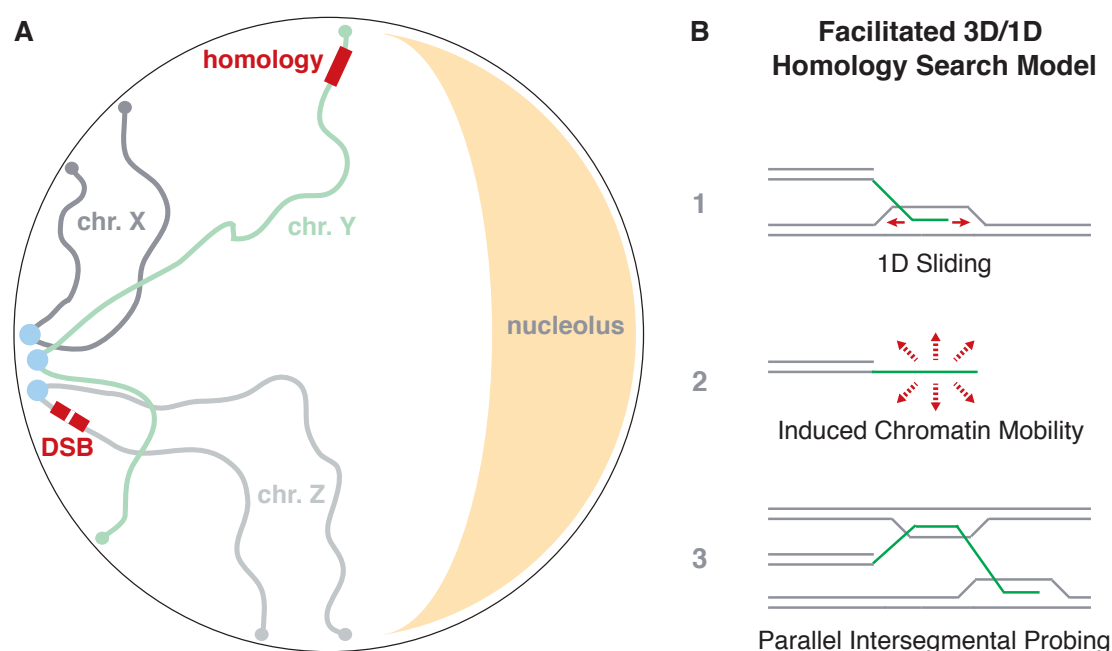 A
homology
chr. X
chr. Y
nucleolus
DSB
chr. Z
B
Facilitated 3D/1D
Homology Search Model
1
1D Sliding
2
Induced Chromatin Mobility
3
Parallel Intersegmental Probing